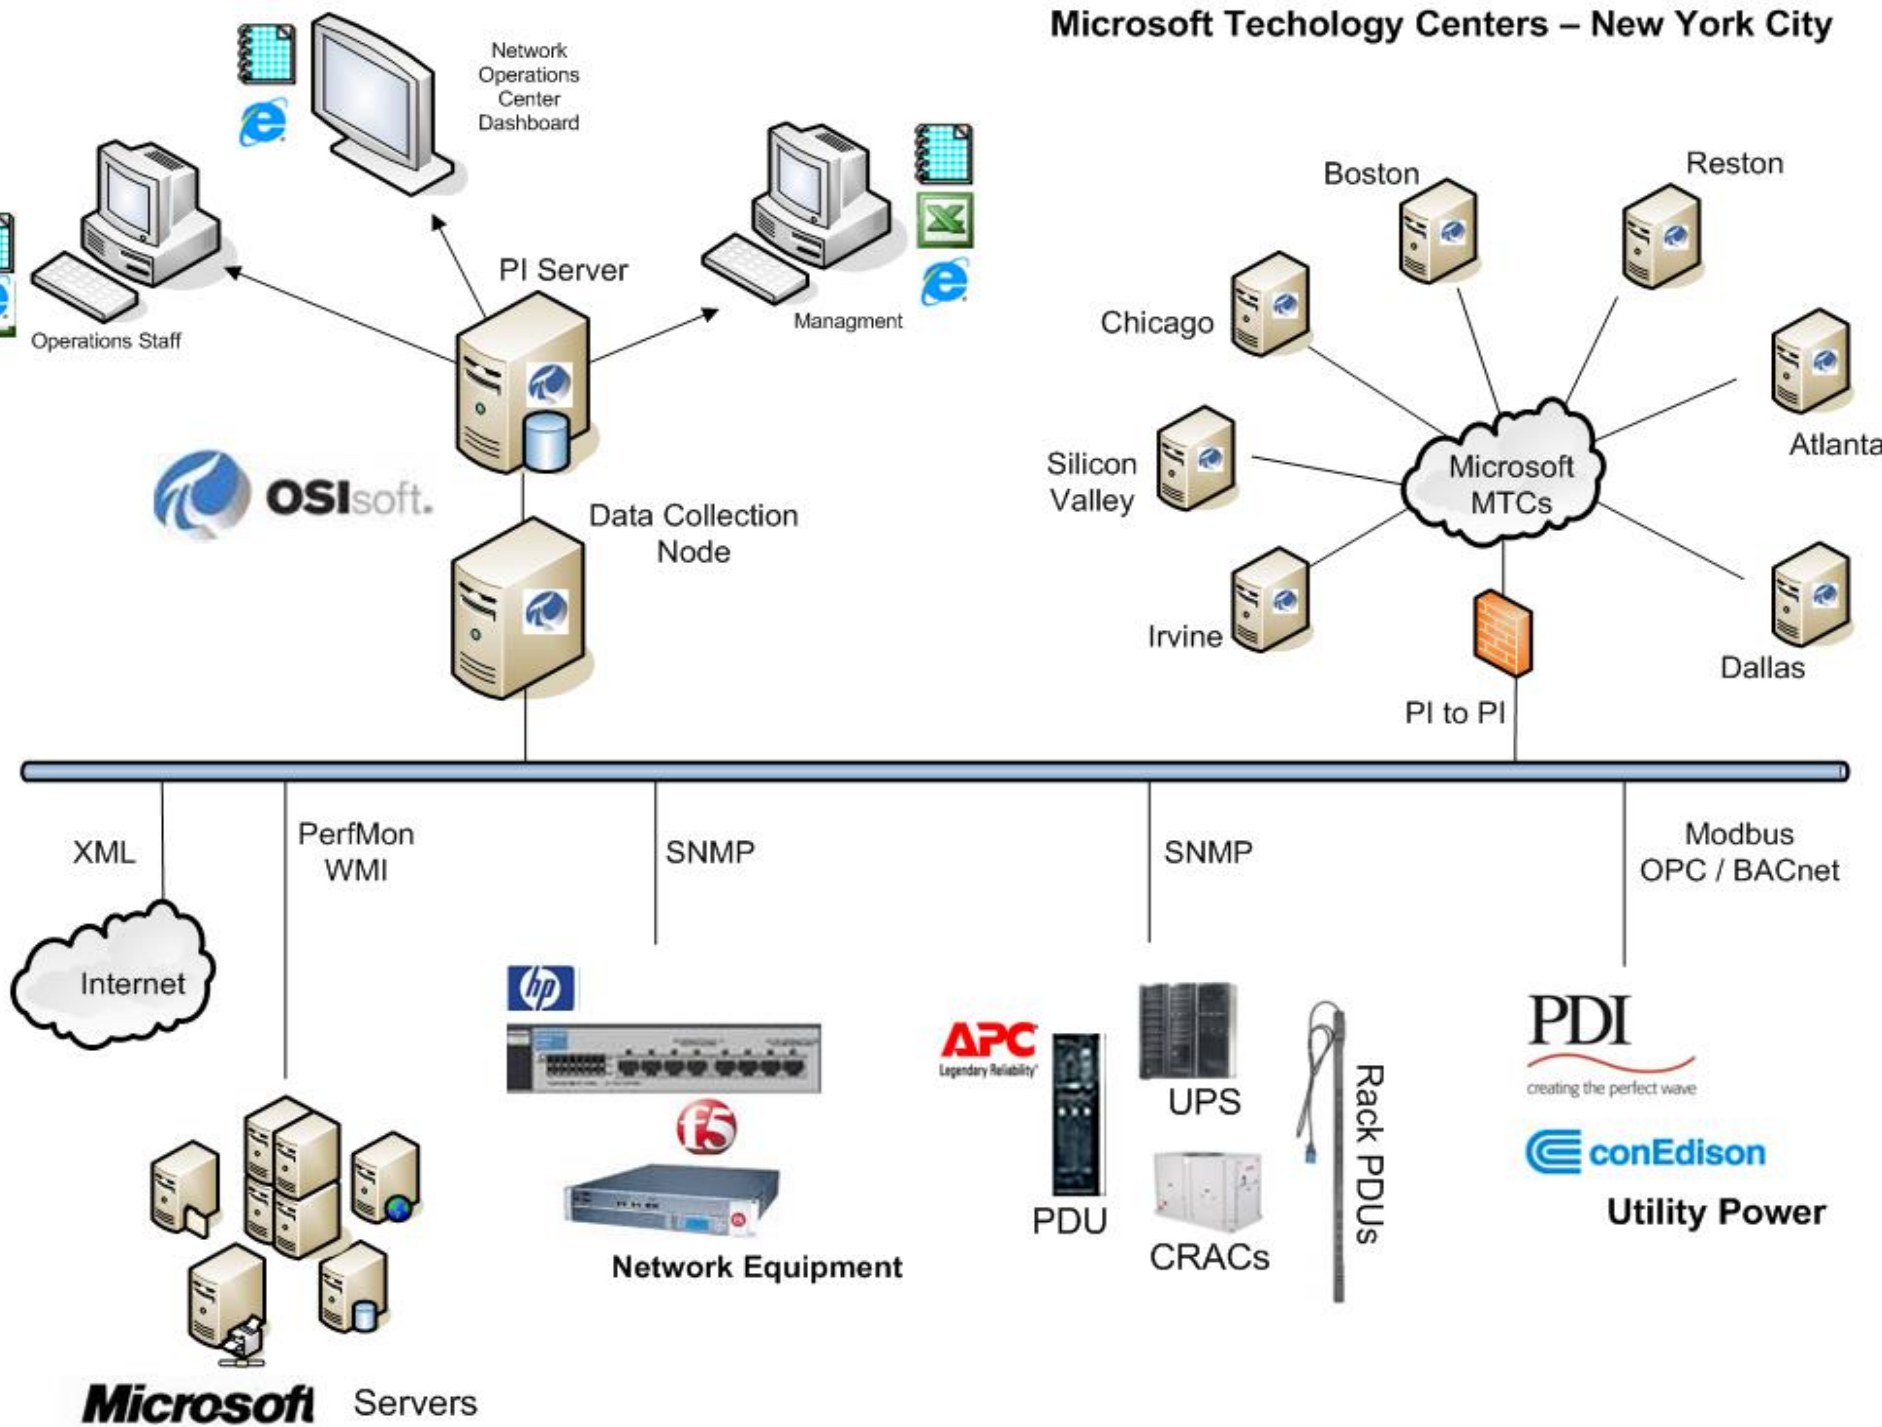 Microsoft Techology Centers – New York City
Network
Operations
Center
Dashboard
Operations Staff
PI Server
Managment
OSIsoft.
Data Collection
Node
Boston
Reston
Chicago
Atlanta
Silicon
Valley
Microsoft
MTCs
Irvine
Dallas
PI to PI
XML
PerfMon
WMI
SNMP
SNMP
Modbus
OPC / BACnet
Internet
hp
f5
Network Equipment
APC
Legendary Reliability
PDU
UPS
CRACs
Rack PDUs
PDI
creating the perfect wave
conEdison
Utility Power
Microsoft Servers